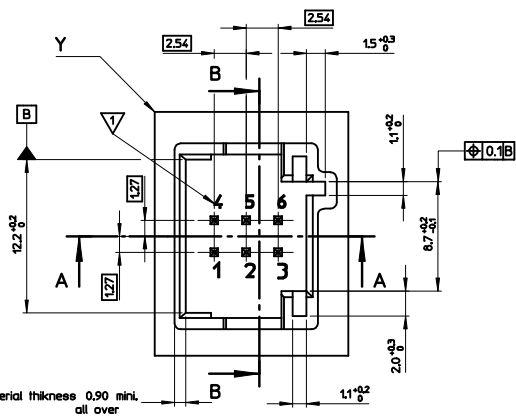 2.54
2.54
1.5 +0.3 0
Y
B
B
1
1.1 +0.2 0
⌖ 0.1 B
1.27
4 5 6
12.2 +0.2 0
8.7 +0.2 -0.1
A
A
1 2 3
1.27
2.0 +0.3 0
B
erial thikness 0,90 mini,
all over
1.1 +0.2 0